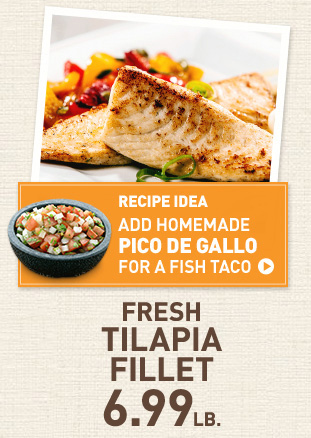 RECIPE IDEA
ADD HOMEMADE
PICO DE GALLO
FOR A FISH TACO
FRESH
TILAPIA
FILLET
6.99LB.